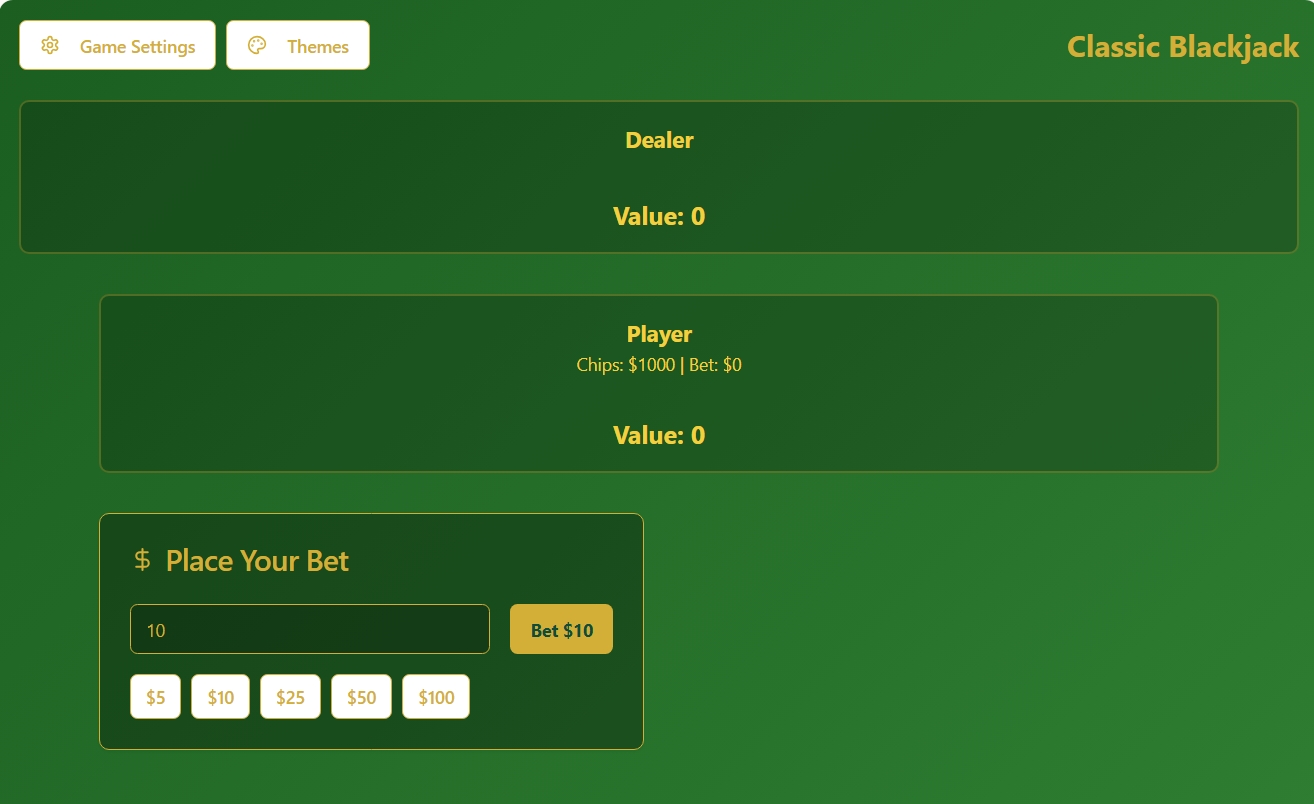 Game Settings
Themes
Classic Blackjack
Dealer
Value: 0
Player
Chips: $1000 | Bet: $0
Value: 0
$ Place Your Bet
10
Bet $10
$5
$10
$25
$50
$100